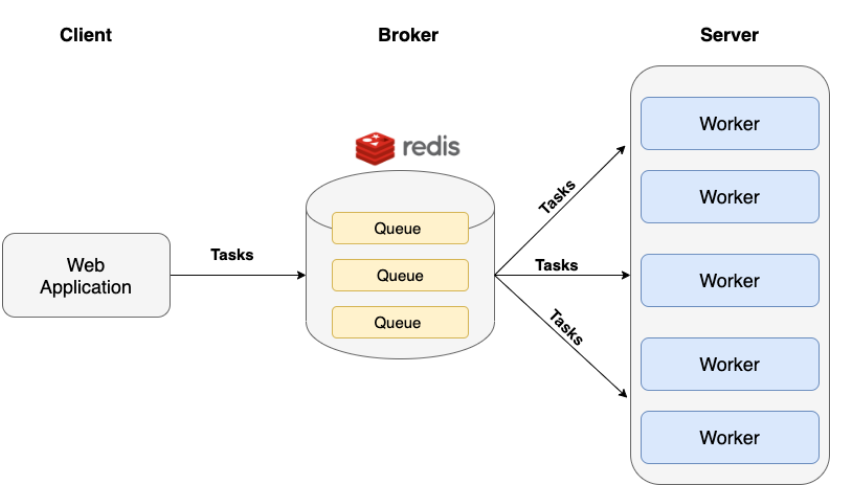 Client
Broker
Server
redis
Web
Application
Tasks
Queue
Queue
Queue
Tasks
Tasks
Tasks
Worker
Worker
Worker
Worker
Worker